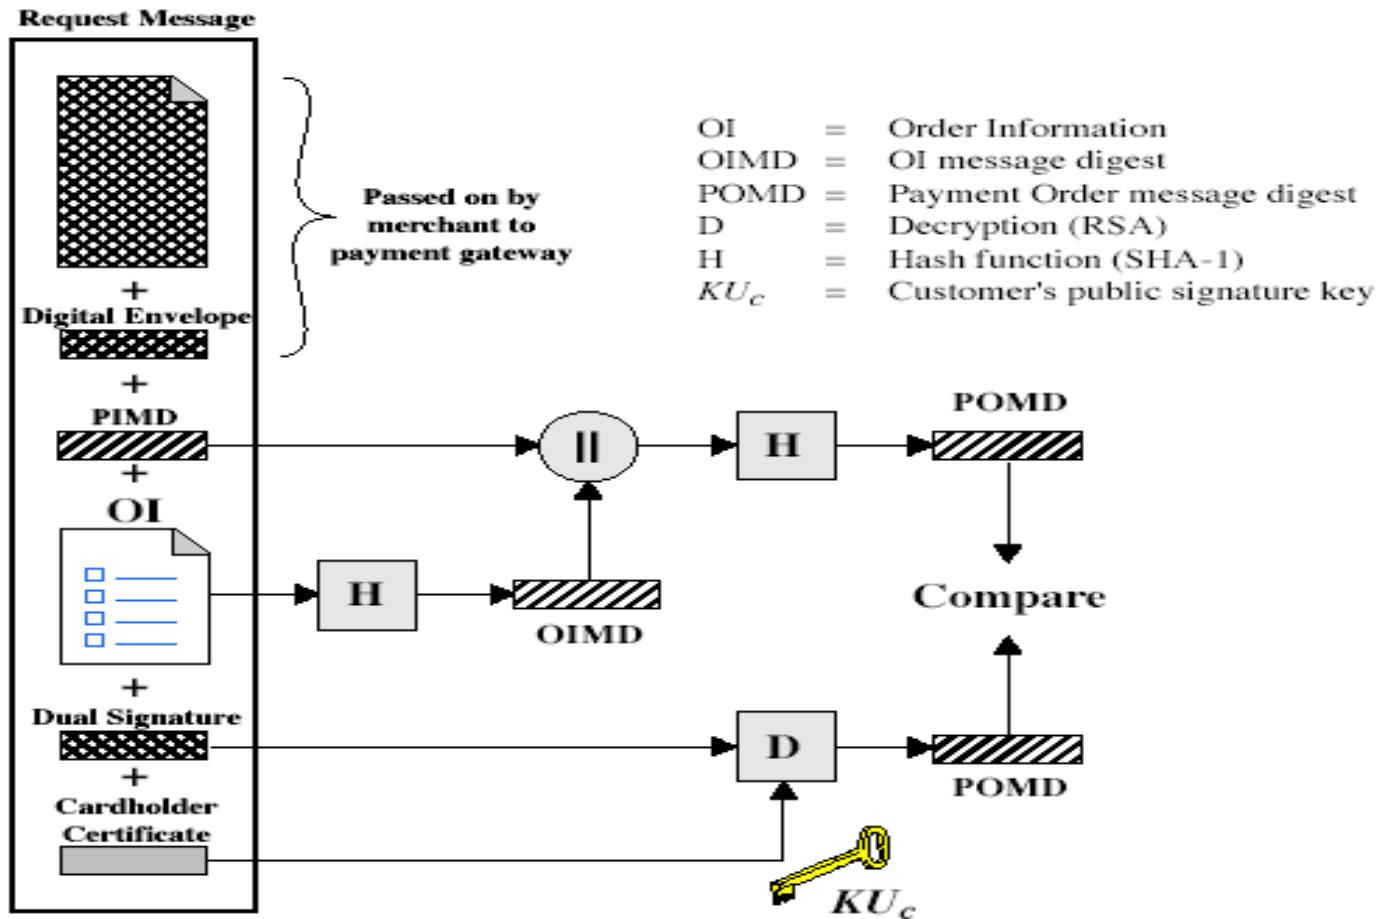 Request Message
Passed on by
merchant to
payment gateway
OI = Order Information
OIMD = OI message digest
POMD = Payment Order message digest
D = Decryption (RSA)
H = Hash function (SHA-1)
KUc = Customer's public signature key
+
Digital Envelope
+
PIMD
|| H POMD
+
OI
H OIMD
Compare
+
Dual Signature
D POMD
+
Cardholder
Certificate
KUc